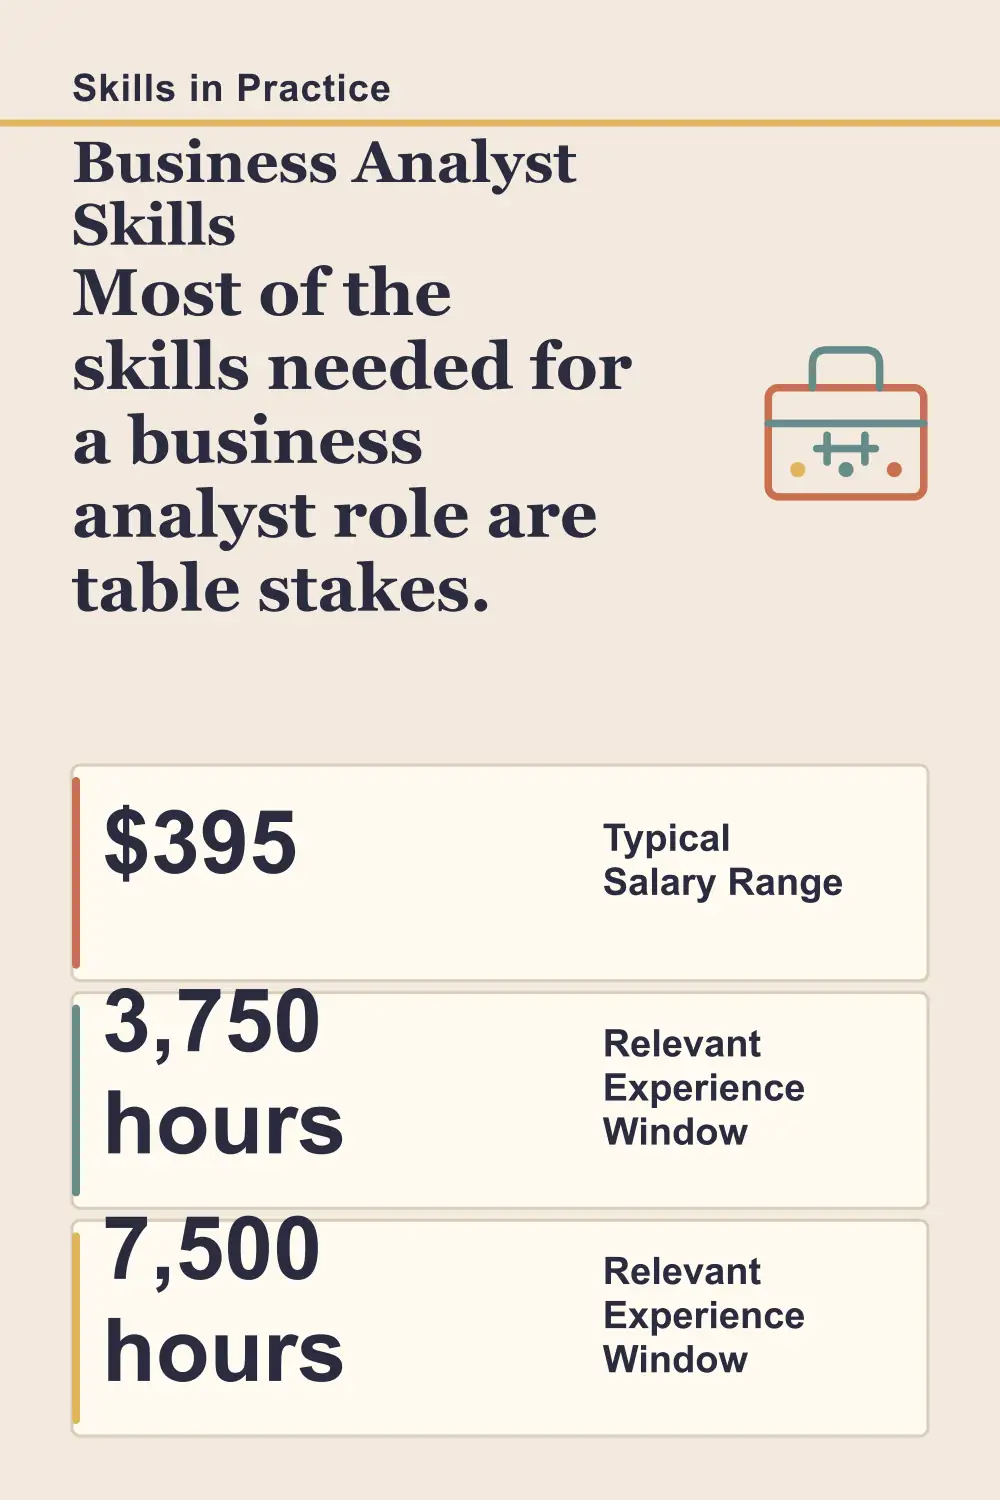 Skills in Practice
Business Analyst
Skills
Most of the
skills needed for
a business
analyst role are
table stakes.
$395
Typical
Salary Range
3,750
hours
Relevant
Experience
Window
7,500
hours
Relevant
Experience
Window